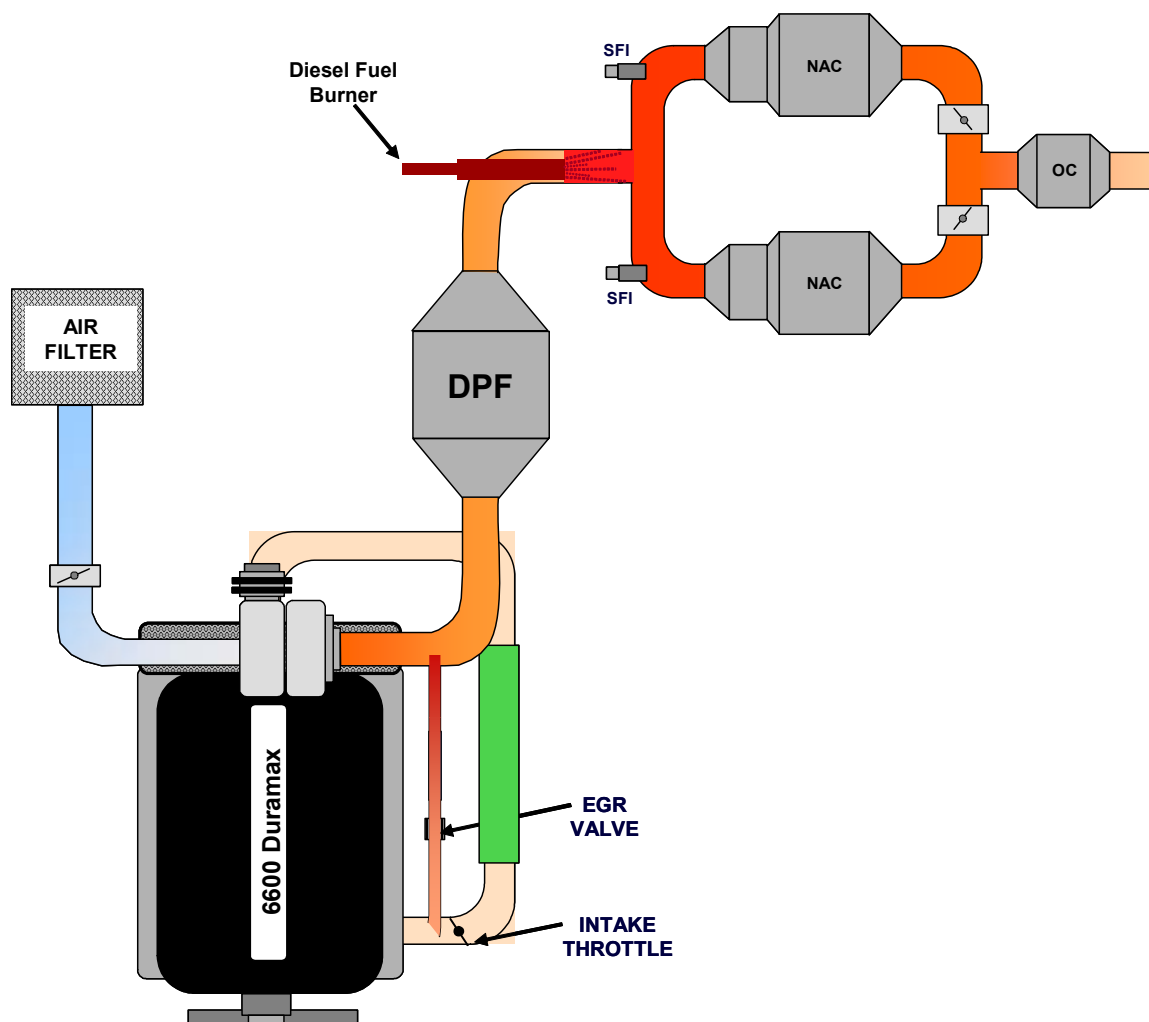 SFI
NAC
Diesel Fuel
Burner
OC
NAC
SFI
AIR
FILTER
DPF
6600 Duramax
EGR
VALVE
INTAKE
THROTTLE